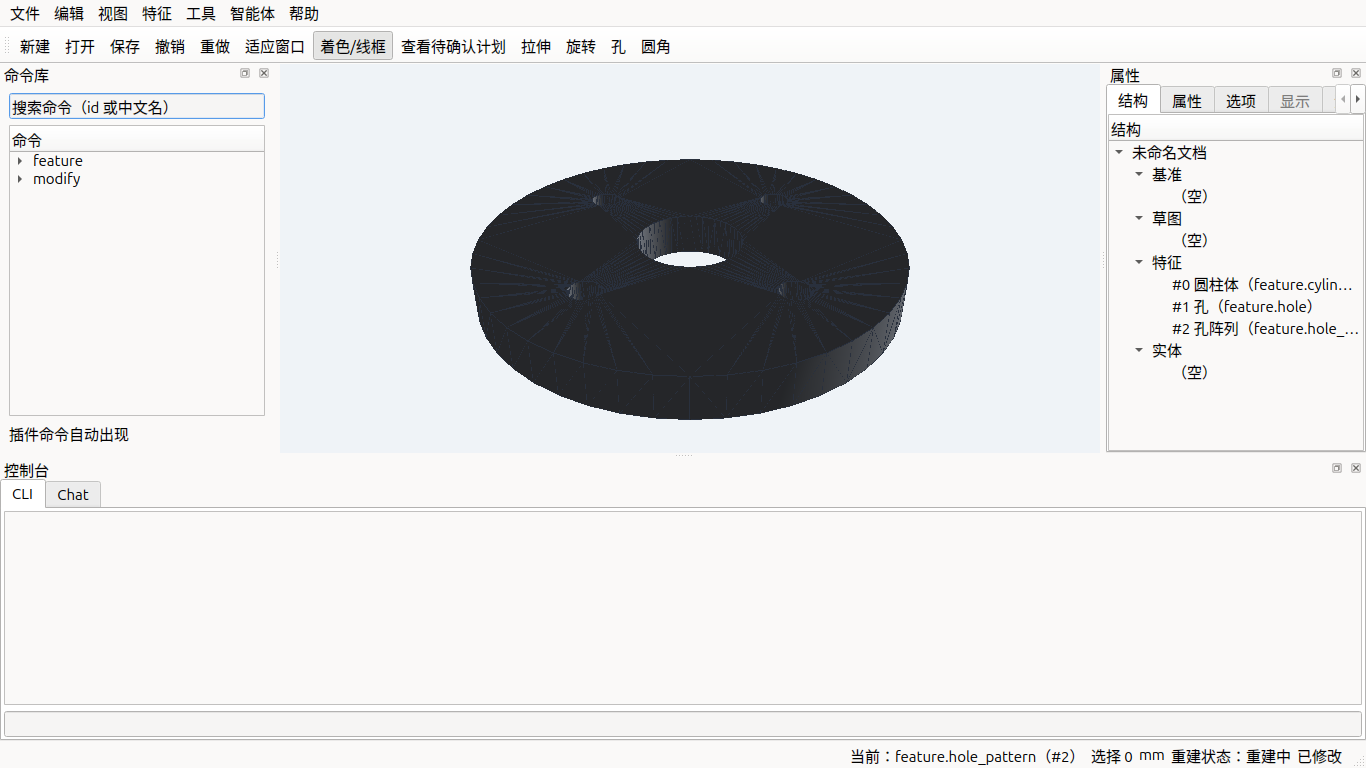 文件 编辑 视图 特征 工具 智能体 帮助
新建 打开 保存 撤销 重做 适应窗口 着色/线框 查看待确认计划 拉伸 旋转 孔 圆角
命令库
搜索命令（id 或中文名）
命令
feature
modify
插件命令自动出现
属性
结构 属性 选项 显示
结构
未命名文档
基准
（空）
草图
（空）
特征
#0 圆柱体（feature.cylin...
#1 孔（feature.hole）
#2 孔阵列（feature.hole_...
实体
（空）
控制台
CLI Chat
当前：feature.hole_pattern（#2） 选择 0 mm 重建状态：重建中 已修改